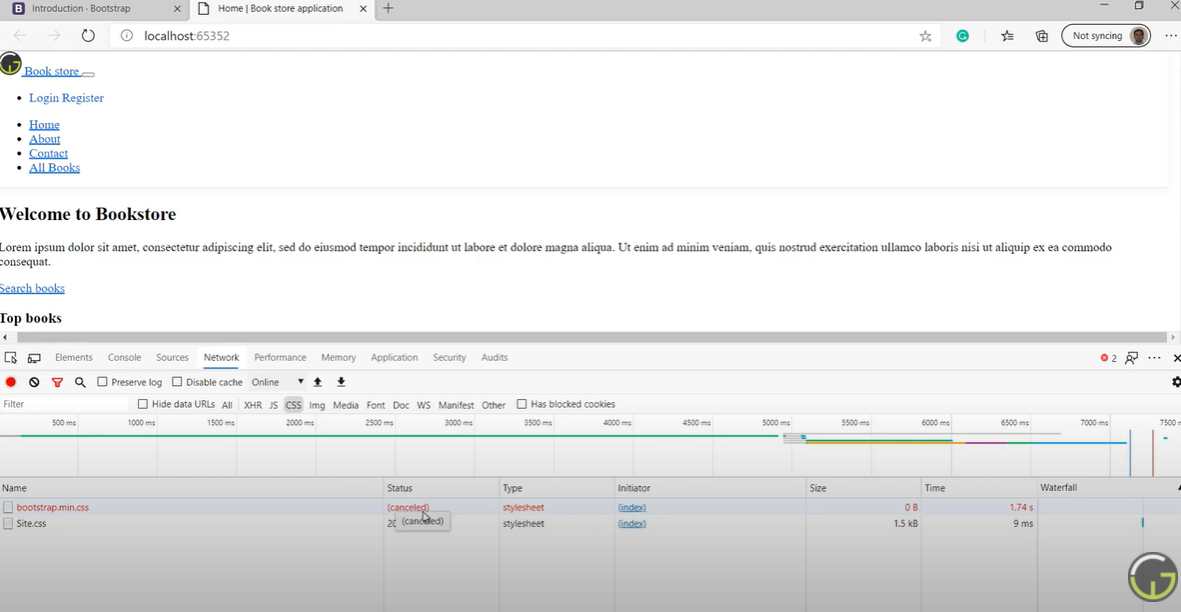 Introduction · Bootstrap
Home | Book store application
localhost:65352
Not syncing
Book store
Login Register
Home
About
Contact
All Books
Welcome to Bookstore
Lorem ipsum dolor sit amet, consectetur adipiscing elit, sed do eiusmod tempor incididunt ut labore et dolore magna aliqua. Ut enim ad minim veniam, quis nostrud exercitation ullamco laboris nisi ut aliquip ex ea commodo
consequat.
Search books
Top books
Elements Console Sources Network Performance Memory Application Security Audits 2
Preserve log Disable cache Online
Filter Hide data URLs All XHR JS CSS Img Media Font Doc WS Manifest Other Has blocked cookies
500 ms 1000 ms 1500 ms 2000 ms 2500 ms 3000 ms 3500 ms 4000 ms 4500 ms 5000 ms 5500 ms 6000 ms 6500 ms 7000 ms 7500 ms
Name Status Type Initiator Size Time Waterfall
bootstrap.min.css (canceled) stylesheet (index) 0 B 1.74 s
(canceled)
Site.css 20 stylesheet (index) 1.5 kB 9 ms